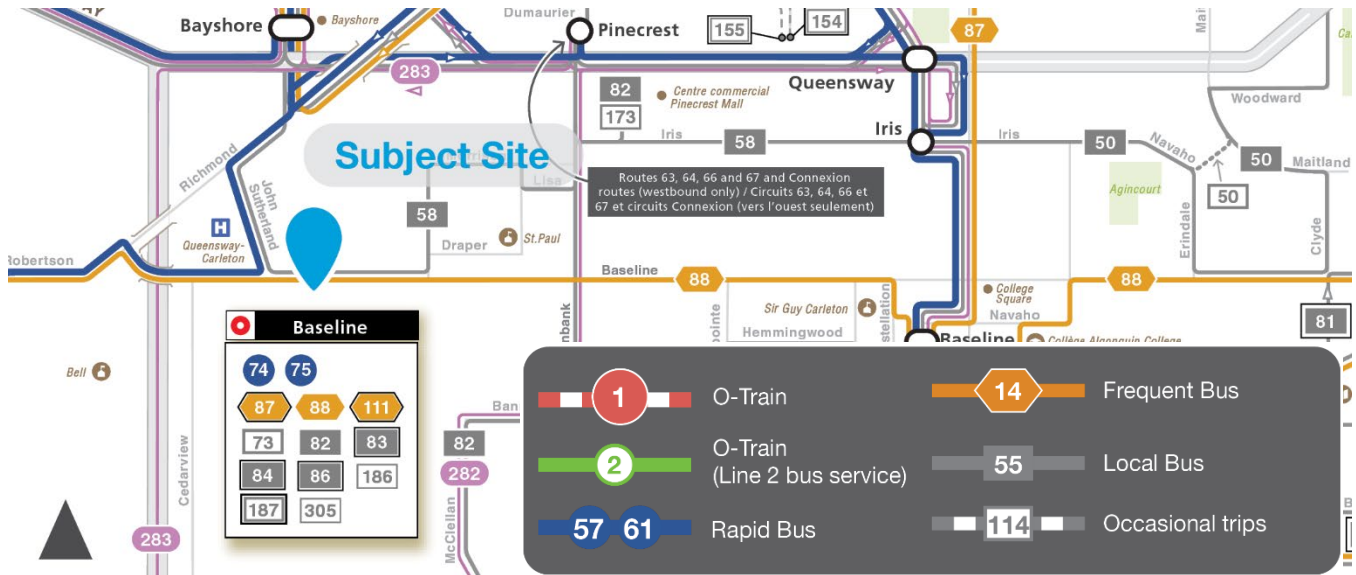 Dumaurier
Bayshore
Bayshore
Pinecrest
155
154
87
283
Queensway
82
173
Centre commercial
Pinecrest Mall
Woodward
Iris
58
Iris
Iris
50
Navaho
50
Maitland
Subject Site
Lisa
Richmond
John
Sutherland
Routes 63, 64, 66 and 67 and Connexion
routes (westbound only) / Circuits 63, 64, 66 et
67 et circuits Connexion (vers l'ouest seulement)
Agincourt
50
58
H
Queensway-
Carleton
Draper
St.Paul
Erindale
Clyde
Robertson
Baseline
88
88
College
Square
Navaho
Sir Guy Carleton
Hemmingwood
81
Baseline
Collège Algonquin College
Baseline
74 75
87 88 111
73 82 83
84 86 186
187 305
Bell
Cedarview
283
82
282
McClellan
1 O-Train
2 O-Train
(Line 2 bus service)
57 61 Rapid Bus
14 Frequent Bus
55 Local Bus
114 Occasional trips